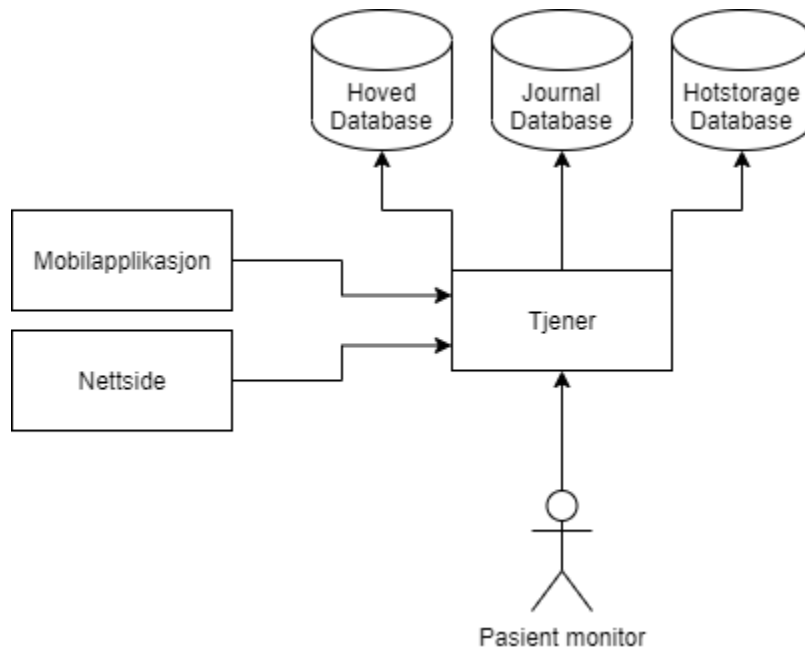 Hoved
Database
Journal
Database
Hotstorage
Database
Mobilapplikasjon
Tjener
Nettside
Pasient monitor